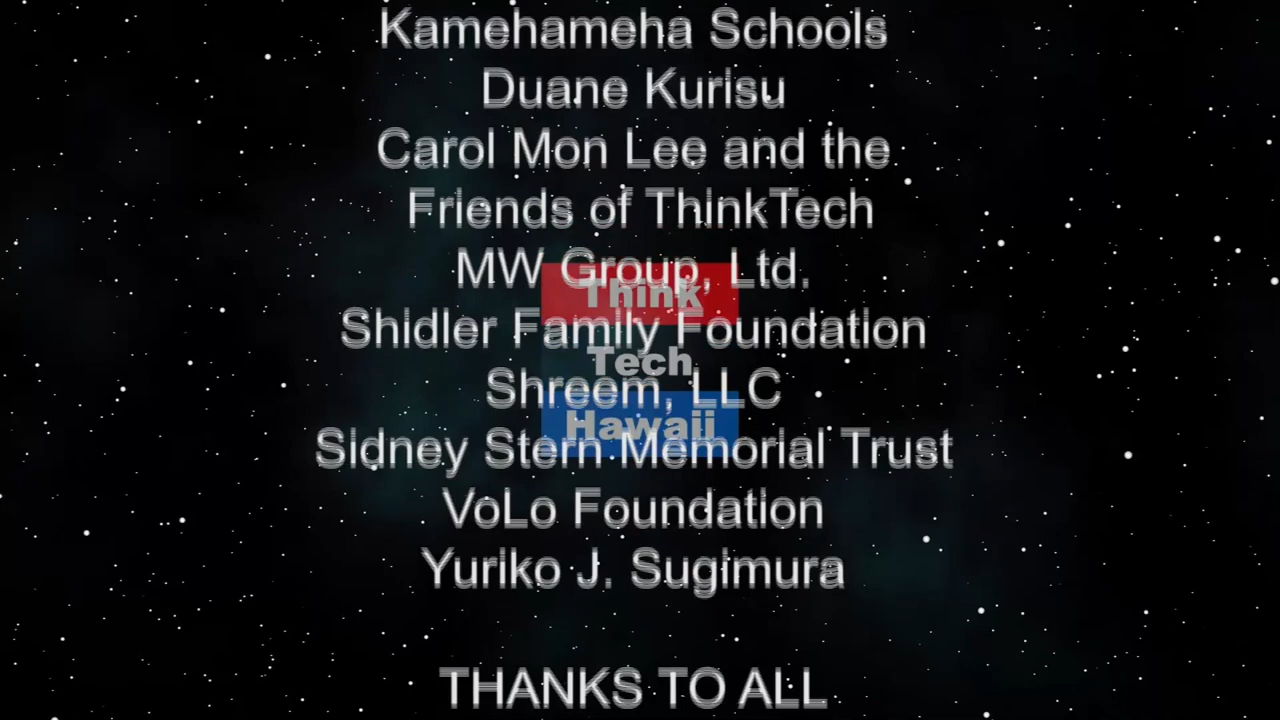 Kamehameha Schools
Duane Kurisu
Carol Mon Lee and the
Friends of ThinkTech
MW Group, Ltd.
Think
Shidler Family Foundation
Tech
Shreem, LLC
Hawaii
Sidney Stern Memorial Trust
VoLo Foundation
Yuriko J. Sugimura
THANKS TO ALL